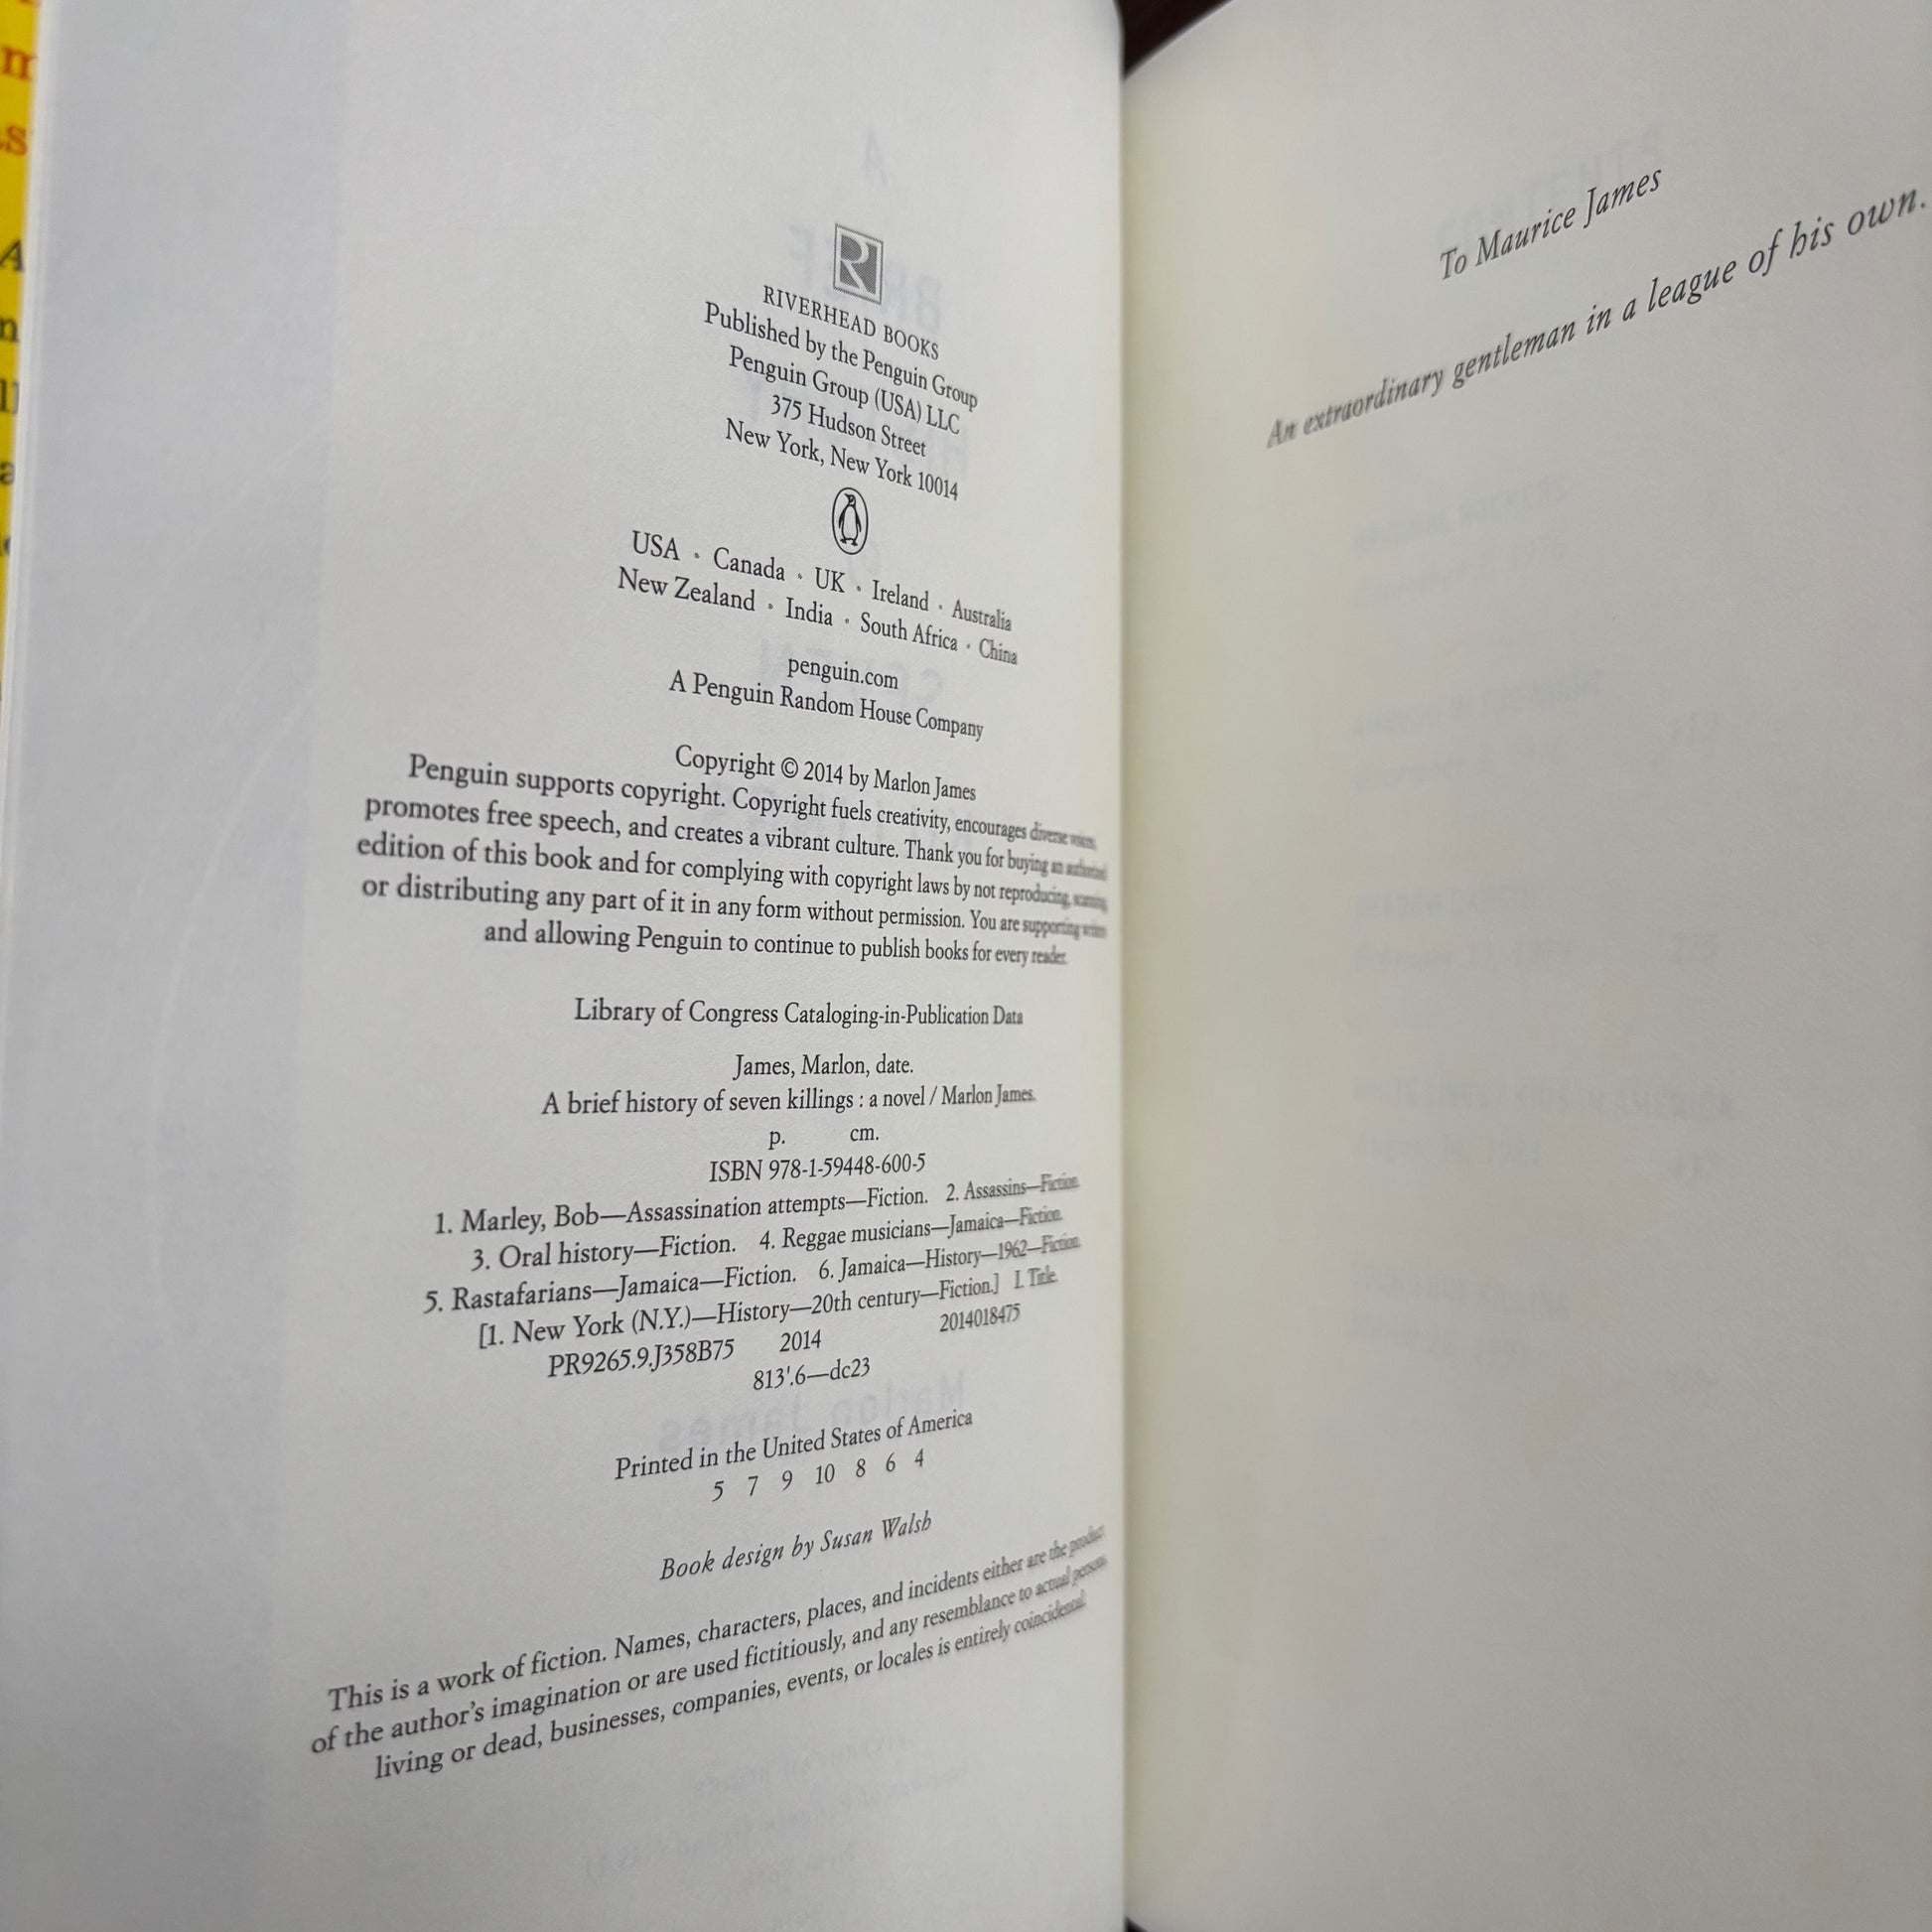 RIVERHEAD BOOKS
Published by the Penguin Group
Penguin Group (USA) LLC
375 Hudson Street
New York, New York 10014
USA · Canada · UK · Ireland · Australia
New Zealand · India · South Africa · China
penguin.com
A Penguin Random House Company
Copyright © 2014 by Marlon James
Penguin supports copyright. Copyright fuels creativity, encourages diverse voices,
promotes free speech, and creates a vibrant culture. Thank you for buying an authorized
edition of this book and for complying with copyright laws by not reproducing, scanning,
or distributing any part of it in any form without permission. You are supporting writers
and allowing Penguin to continue to publish books for every reader.
Library of Congress Cataloging-in-Publication Data
James, Marlon, date.
A brief history of seven killings : a novel / Marlon James.
p. cm.
ISBN 978-1-59448-600-5
1. Marley, Bob—Assassination attempts—Fiction. 2. Assassins—Fiction.
3. Oral history—Fiction. 4. Reggae musicians—Jamaica—Fiction.
5. Rastafarians—Jamaica—Fiction. 6. Jamaica—History—1962—Fiction.
[1. New York (N.Y.)—History—20th century—Fiction.] I. Title.
PR9265.9.J358B75 2014 2014018475
813'.6—dc23
Printed in the United States of America
5 7 9 10 8 6 4
Book design by Susan Walsh
This is a work of fiction. Names, characters, places, and incidents either are the product
of the author's imagination or are used fictitiously, and any resemblance to actual persons,
living or dead, businesses, companies, events, or locales is entirely coincidental.
To Maurice James
An extraordinary gentleman in a league of his own.